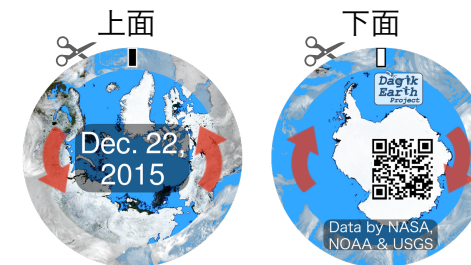 上面
下面
Dec. 22,
2015
Dagik
Earth
Project
Data by NASA,
NOAA & USGS